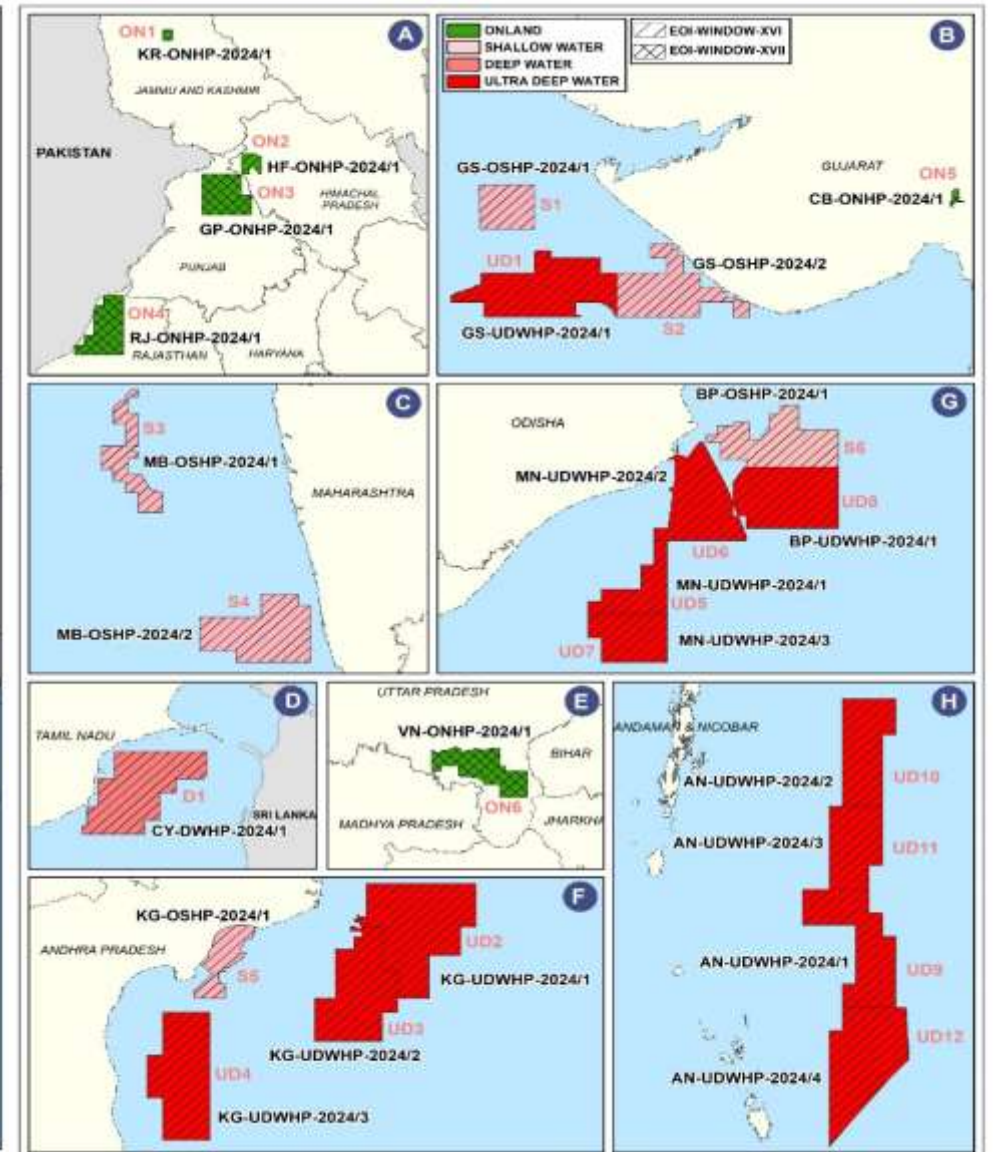 A
ON1
KR-ONHP-2024/1
JAMMU AND KASHMIR
PAKISTAN
ON2
HF-ONHP-2024/1
ON3
HIMACHAL
PRADESH
GP-ONHP-2024/1
PUNJAB
ON4
RJ-ONHP-2024/1
RAJASTHAN
HARYANA
B
ONLAND
SHALLOW WATER
DEEP WATER
ULTRA DEEP WATER
EOI-WINDOW-XVI
EOI-WINDOW-XVII
GS-OSHP-2024/1
S1
GUJARAT
ON5
CB-ONHP-2024/1
UD1
GS-OSHP-2024/2
GS-UDWHP-2024/1
S2
C
S3
MB-OSHP-2024/1
MAHARASHTRA
S4
MB-OSHP-2024/2
G
BP-OSHP-2024/1
ODISHA
S6
MN-UDWHP-2024/2
UD8
BP-UDWHP-2024/1
UD6
MN-UDWHP-2024/1
UD5
MN-UDWHP-2024/3
UD7
D
TAMIL NADU
D1
SRI LANKA
CY-DWHP-2024/1
E
UTTAR PRADESH
VN-ONHP-2024/1
BIHAR
ON6
MADHYA PRADESH
JHARKHA
F
KG-OSHP-2024/1
ANDHRA PRADESH
S5
UD2
KG-UDWHP-2024/1
UD3
KG-UDWHP-2024/2
UD4
KG-UDWHP-2024/3
H
ANDAMAN & NICOBAR
AN-UDWHP-2024/2
UD10
AN-UDWHP-2024/3
UD11
AN-UDWHP-2024/1
UD9
UD12
AN-UDWHP-2024/4